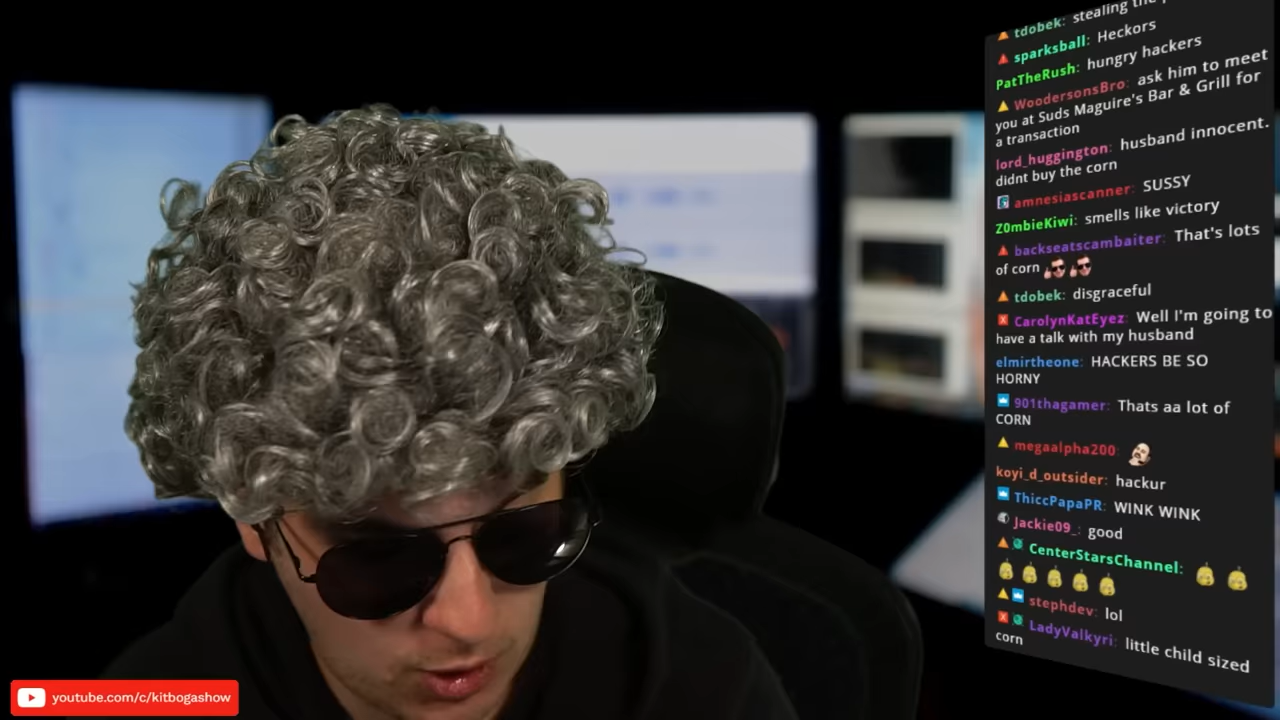 tdobek: stealing the
sparksball: Heckors
PatTheRush: hungry hackers
WoodersonsBro: ask him to meet
you at Suds Maguire's Bar & Grill for
a transaction
lord_huggington: husband innocent.
didnt buy the corn
amnesiascanner: SUSSY
Z0mbieKiwi: smells like victory
backseatscambaiter: That's lots
of corn
tdobek: disgraceful
CarolynKatEyez: Well I'm going to
have a talk with my husband
elmirtheone: HACKERS BE SO
HORNY
901thagamer: Thats aa lot of
CORN
megaalpha200:
koyi_d_outsider: hackur
ThiccPapaPR: WINK WINK
Jackie09_: good
CenterStarsChannel:
stephdev: lol
LadyValkyri: little child sized
corn
youtube.com/c/kitbogashow